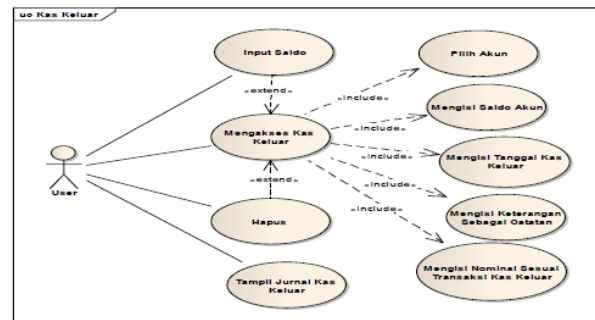 uc Kas Keluar
Input Saldo
Pilih Akun
«extend»
«include»
Mengisi Saldo Akun
«include»
Mengakses Kas
Keluar
Mengisi Tanggal Kas
Keluar
«include»
User
«extend»
«include»
Hapus
«include»
Mengisi Keterangan
Sebagai Catatan
Tampil Jurnal Kas
Keluar
Mengisi Nominal Sesuai
Transaksi Kas Keluar